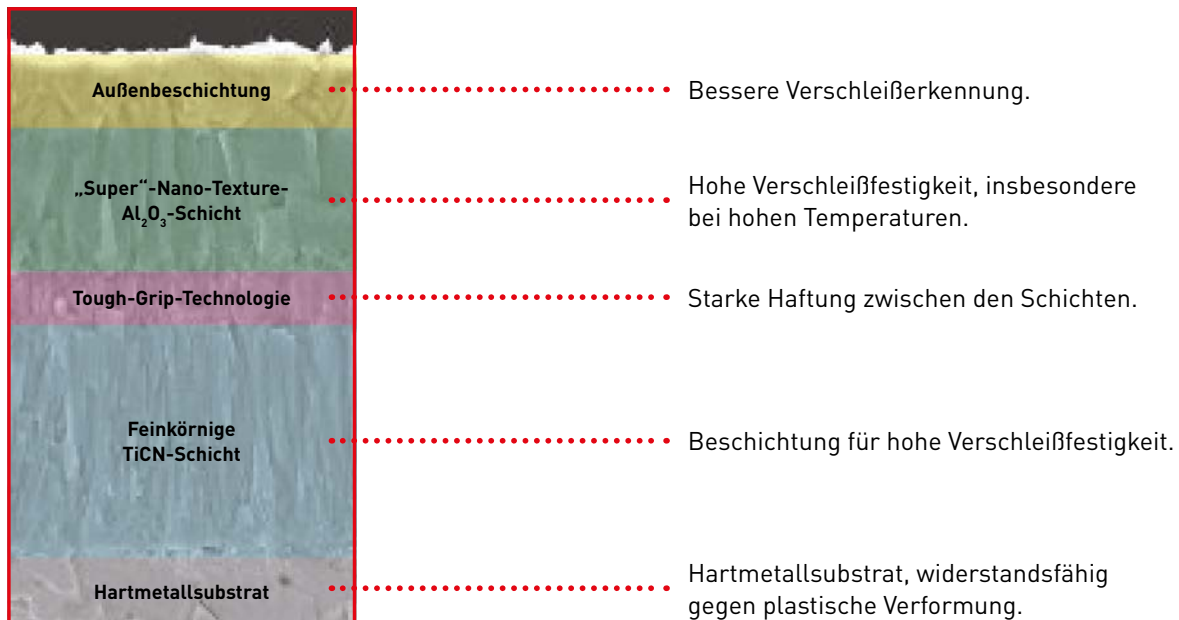 Außenbeschichtung
Bessere Verschleißerkennung.
„Super“-Nano-Texture-
Al₂O₃-Schicht
Hohe Verschleißfestigkeit, insbesondere
bei hohen Temperaturen.
Tough-Grip-Technologie
Starke Haftung zwischen den Schichten.
Feinkörnige
TiCN-Schicht
Beschichtung für hohe Verschleißfestigkeit.
Hartmetallsubstrat
Hartmetallsubstrat, widerstandsfähig
gegen plastische Verformung.